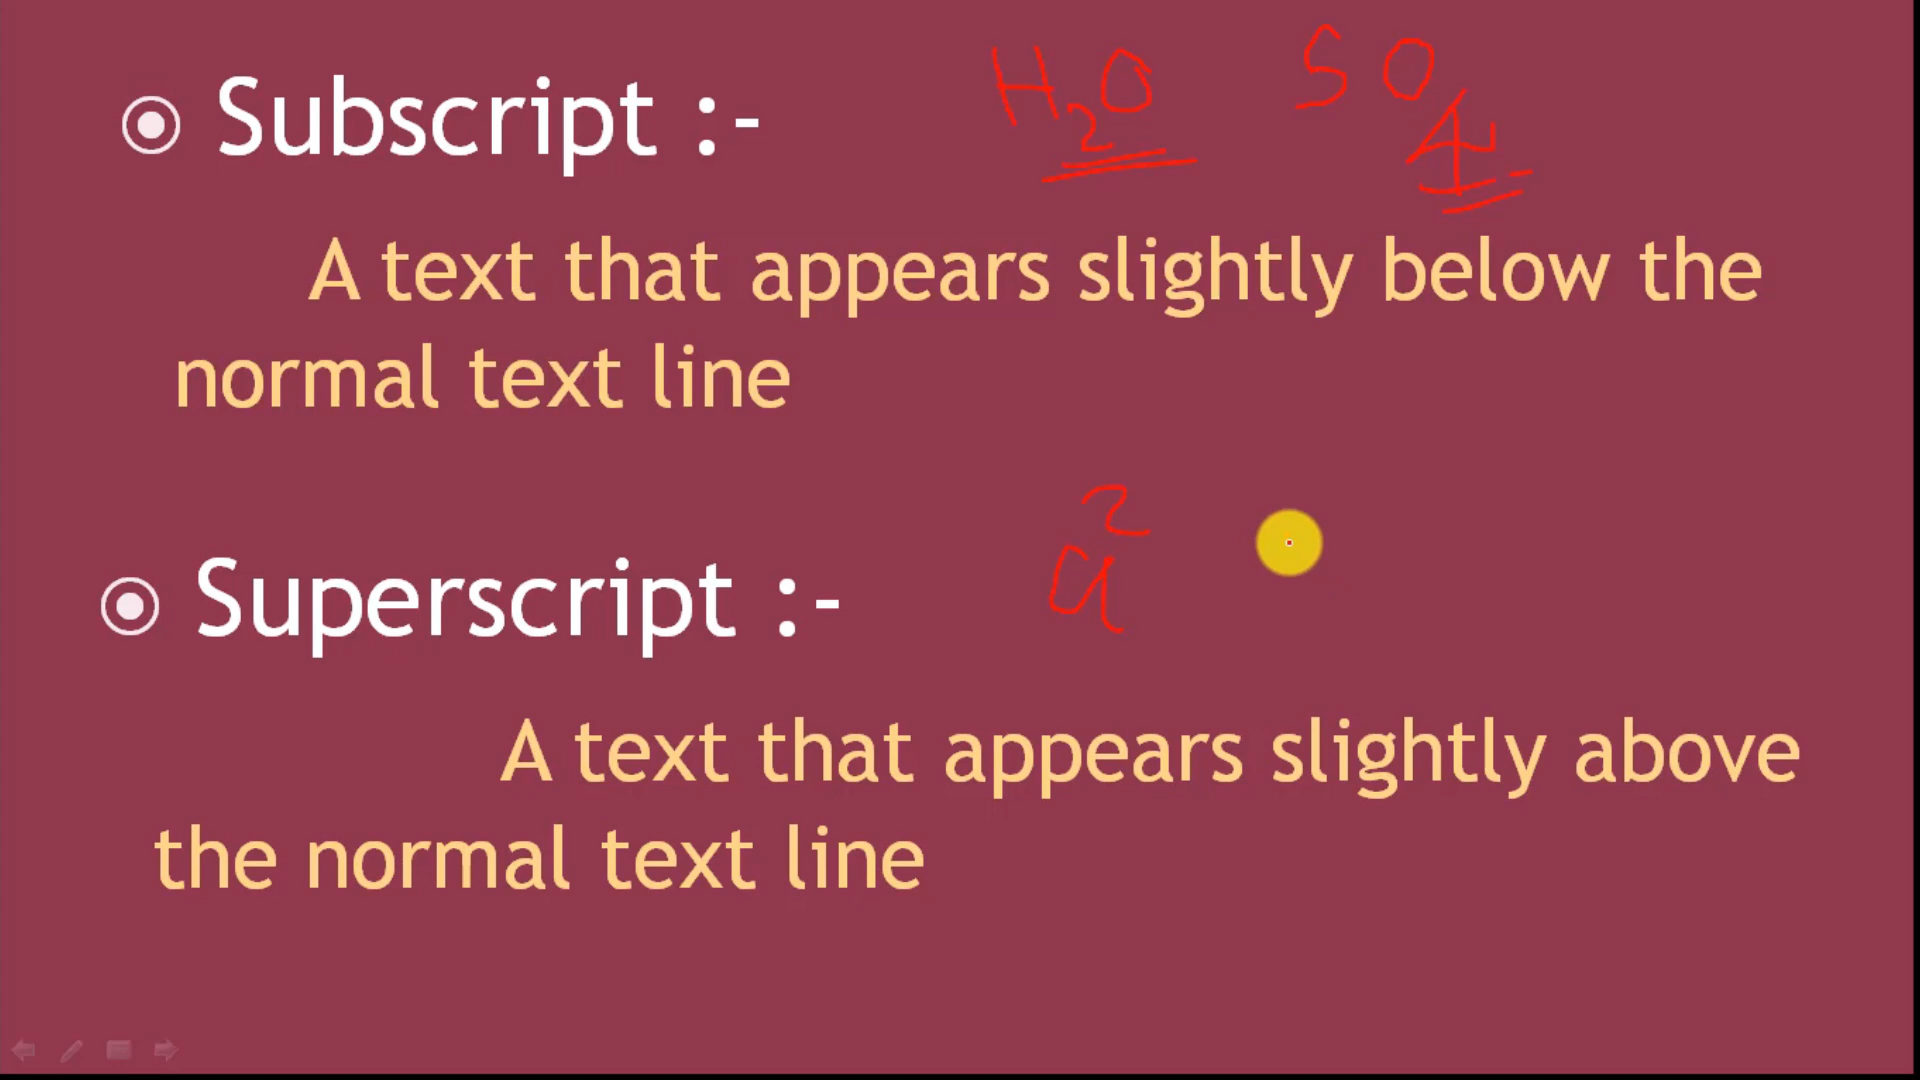 Subscript :- H₂O SO₄
A text that appears slightly below the
normal text line
a²
Superscript :-
A text that appears slightly above
the normal text line